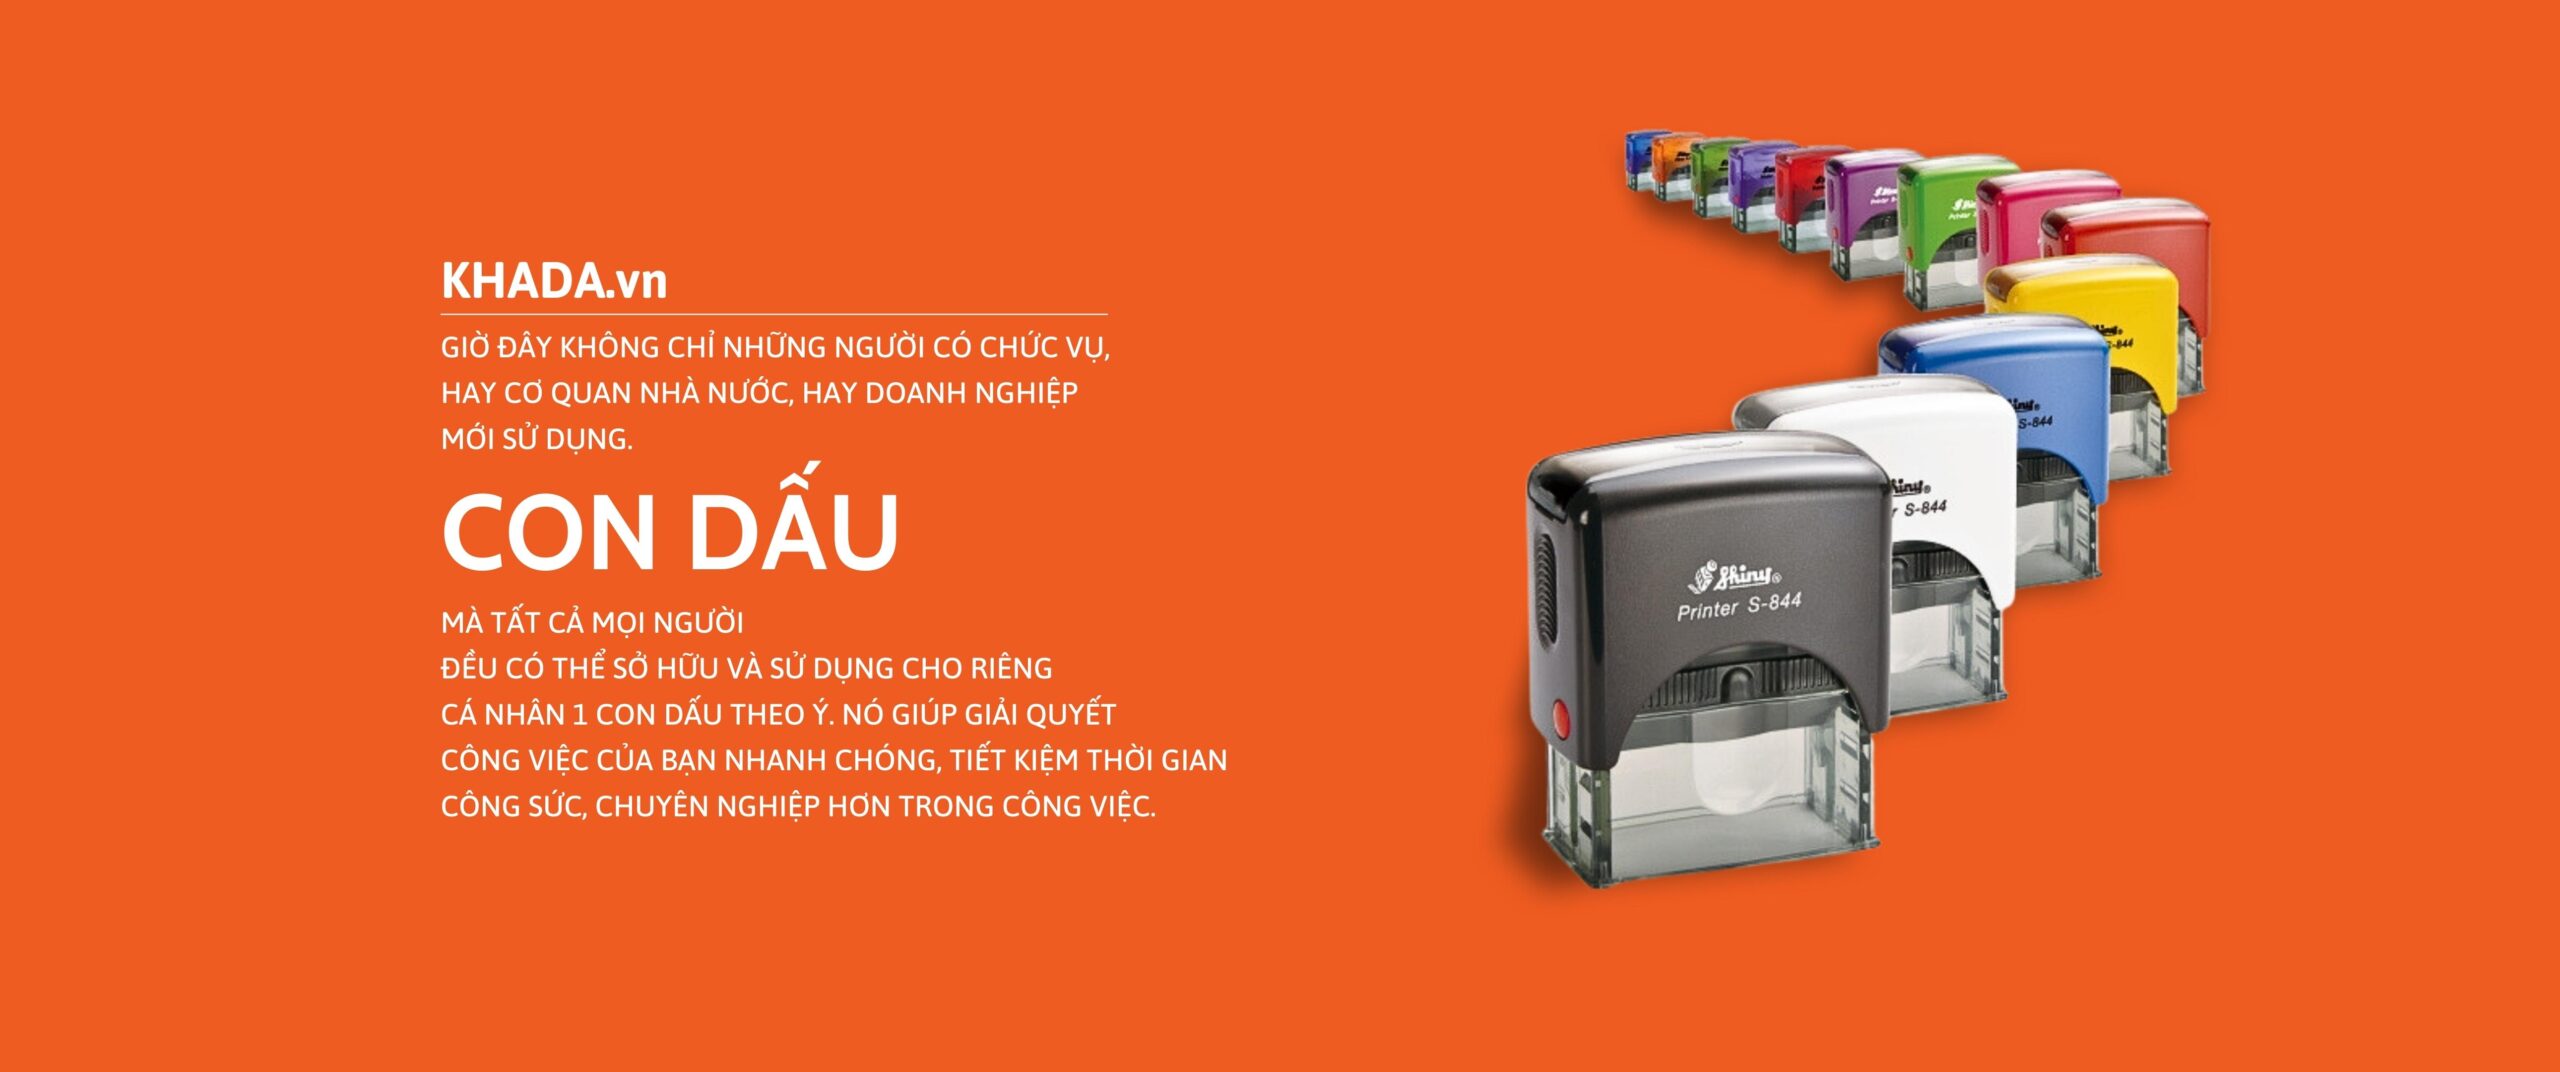 KHADA.vn
GIỜ ĐÂY KHÔNG CHỈ NHỮNG NGƯỜI CÓ CHỨC VỤ,
HAY CƠ QUAN NHÀ NƯỚC, HAY DOANH NGHIỆP
MỚI SỬ DỤNG.
CON DẤU
MÀ TẤT CẢ MỌI NGƯỜI
ĐỀU CÓ THỂ SỞ HỮU VÀ SỬ DỤNG CHO RIÊNG
CÁ NHÂN 1 CON DẤU THEO Ý. NÓ GIÚP GIẢI QUYẾT
CÔNG VIỆC CỦA BẠN NHANH CHÓNG, TIẾT KIỆM THỜI GIAN
CÔNG SỨC, CHUYÊN NGHIỆP HƠN TRONG CÔNG VIỆC.
Shiny®
Printer S-844
S-844
S-844
-844